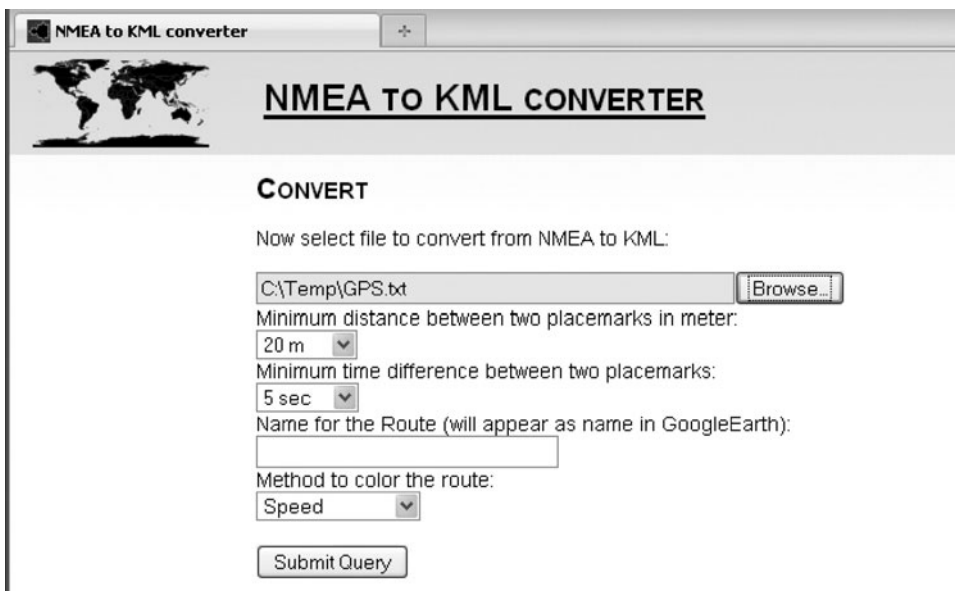 NMEA to KML converter
NMEA TO KML CONVERTER
CONVERT
Now select file to convert from NMEA to KML:
C:\Temp\GPS.txt Browse...
Minimum distance between two placemarks in meter:
20 m
Minimum time difference between two placemarks:
5 sec
Name for the Route (will appear as name in GoogleEarth):
Method to color the route:
Speed
Submit Query